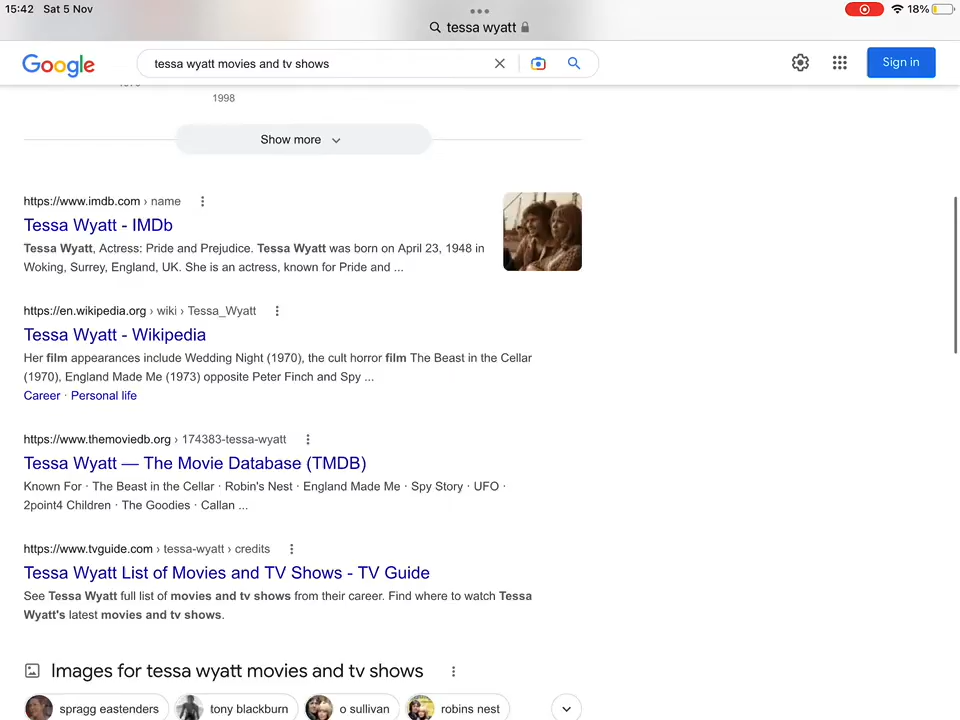 15:42 Sat 5 Nov
18%
tessa wyatt
Google
tessa wyatt movies and tv shows
Sign in
1998
Show more
https://www.imdb.com › name
Tessa Wyatt - IMDb
Tessa Wyatt, Actress: Pride and Prejudice. Tessa Wyatt was born on April 23, 1948 in
Woking, Surrey, England, UK. She is an actress, known for Pride and ...
https://en.wikipedia.org › wiki › Tessa_Wyatt
Tessa Wyatt - Wikipedia
Her film appearances include Wedding Night (1970), the cult horror film The Beast in the Cellar
(1970), England Made Me (1973) opposite Peter Finch and Spy ...
Career · Personal life
https://www.themoviedb.org › 174383-tessa-wyatt
Tessa Wyatt — The Movie Database (TMDB)
Known For · The Beast in the Cellar · Robin's Nest · England Made Me · Spy Story · UFO ·
2point4 Children · The Goodies · Callan ...
https://www.tvguide.com › tessa-wyatt › credits
Tessa Wyatt List of Movies and TV Shows - TV Guide
See Tessa Wyatt full list of movies and tv shows from their career. Find where to watch Tessa
Wyatt's latest movies and tv shows.
Images for tessa wyatt movies and tv shows
spragg eastenders
tony blackburn
o sullivan
robins nest